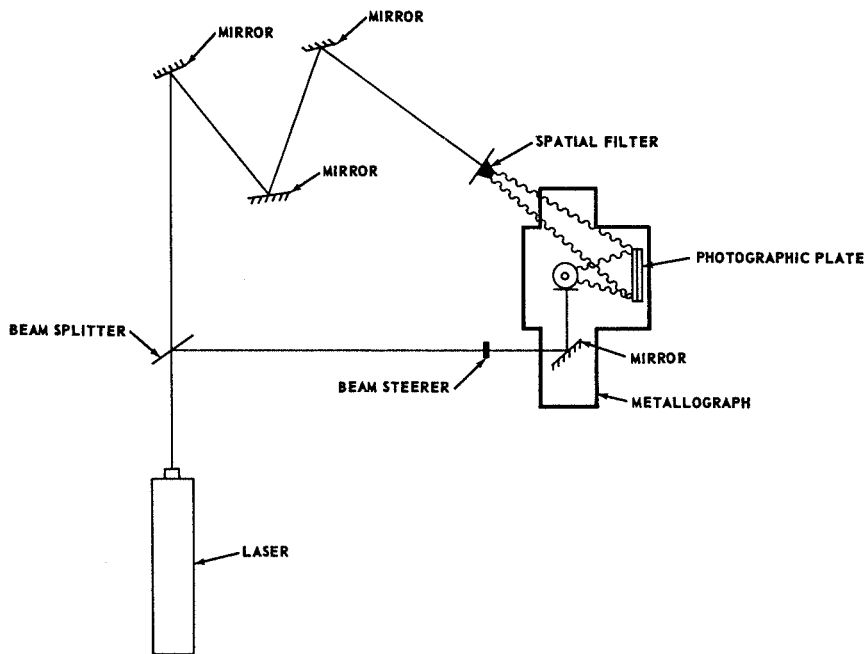 MIRROR
MIRROR
SPATIAL FILTER
MIRROR
PHOTOGRAPHIC PLATE
BEAM SPLITTER
MIRROR
BEAM STEERER
METALLOGRAPH
LASER